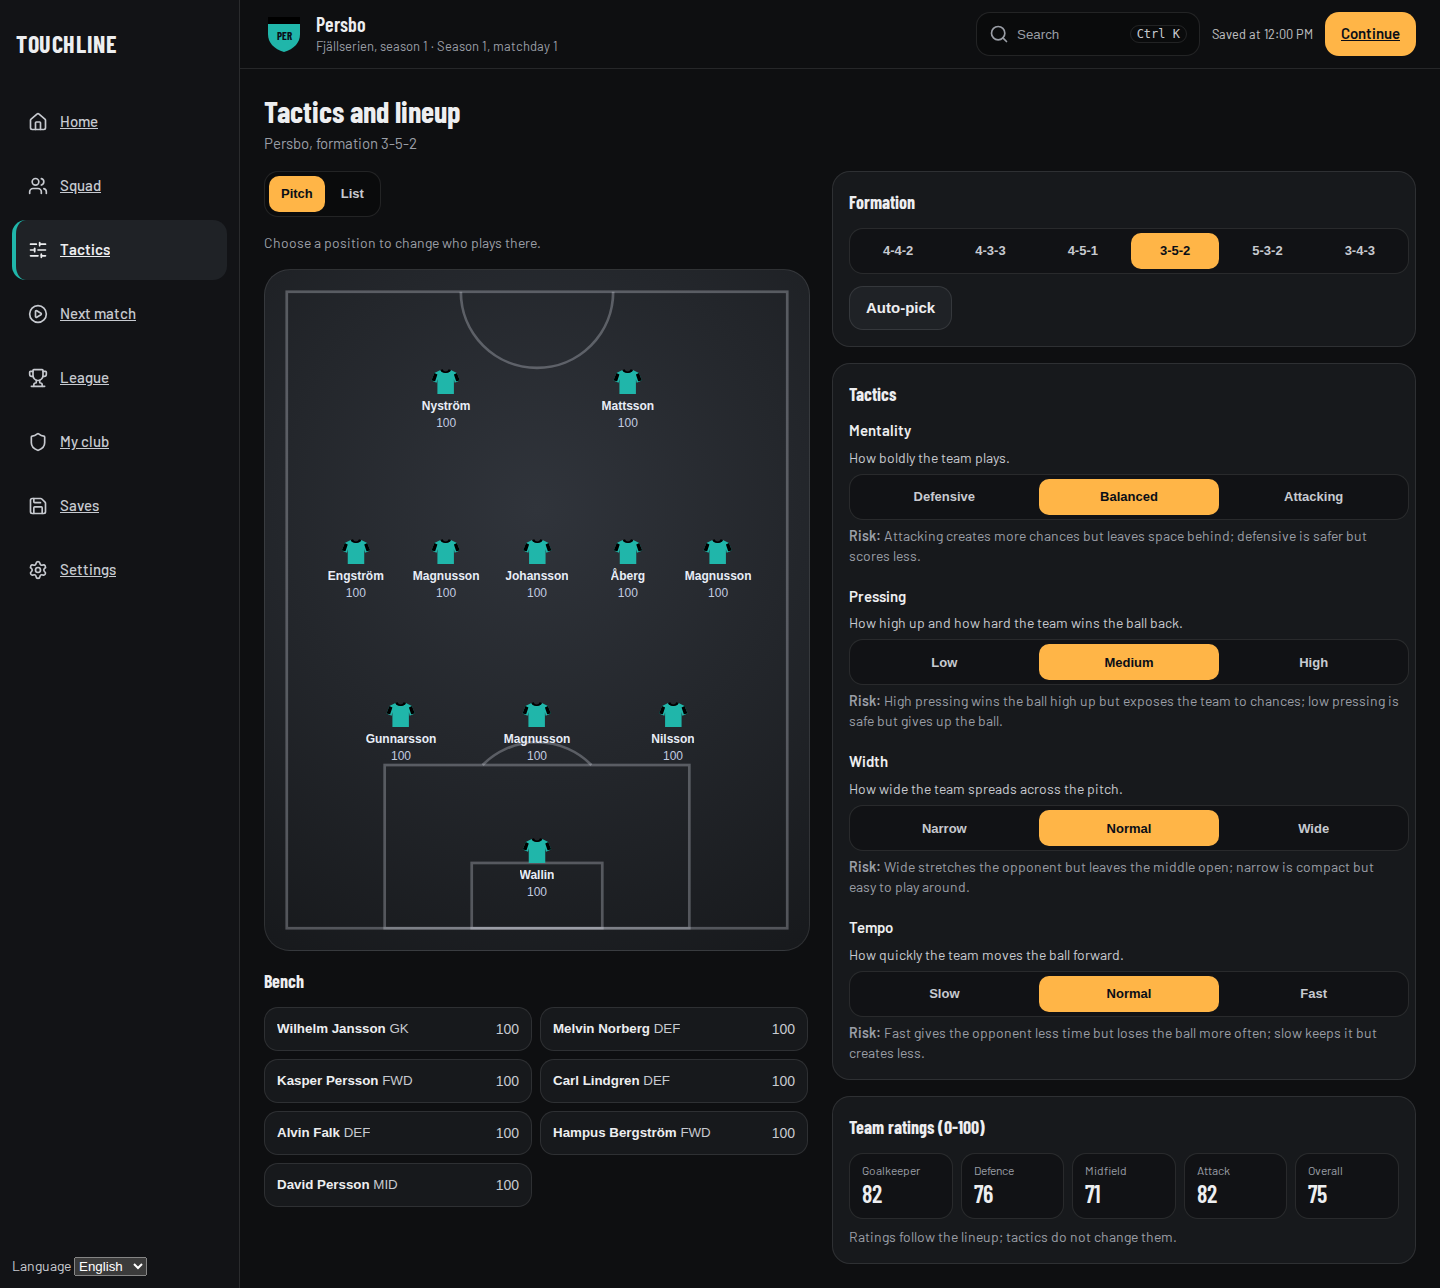 TOUCHLINE
Home
Squad
Tactics
Next match
League
My club
Saves
Settings
Language English
PER
Persbo
Fjällserien, season 1 · Season 1, matchday 1
Search Ctrl K
Saved at 12:00 PM
Continue
Tactics and lineup
Persbo, formation 3-5-2
Pitch List
Choose a position to change who plays there.
Nyström Mattsson
100 100
Engström Magnusson Johansson Åberg Magnusson
100 100 100 100 100
Gunnarsson Magnusson Nilsson
100 100 100
Wallin
100
Bench
Wilhelm Jansson GK 100
Melvin Norberg DEF 100
Kasper Persson FWD 100
Carl Lindgren DEF 100
Alvin Falk DEF 100
Hampus Bergström FWD 100
David Persson MID 100
Formation
4-4-2 4-3-3 4-5-1 3-5-2 5-3-2 3-4-3
Auto-pick
Tactics
Mentality
How boldly the team plays.
Defensive Balanced Attacking
Risk: Attacking creates more chances but leaves space behind; defensive is safer but
scores less.
Pressing
How high up and how hard the team wins the ball back.
Low Medium High
Risk: High pressing wins the ball high up but exposes the team to chances; low pressing is
safe but gives up the ball.
Width
How wide the team spreads across the pitch.
Narrow Normal Wide
Risk: Wide stretches the opponent but leaves the middle open; narrow is compact but
easy to play around.
Tempo
How quickly the team moves the ball forward.
Slow Normal Fast
Risk: Fast gives the opponent less time but loses the ball more often; slow keeps it but
creates less.
Team ratings (0-100)
Goalkeeper Defence Midfield Attack Overall
82 76 71 82 75
Ratings follow the lineup; tactics do not change them.